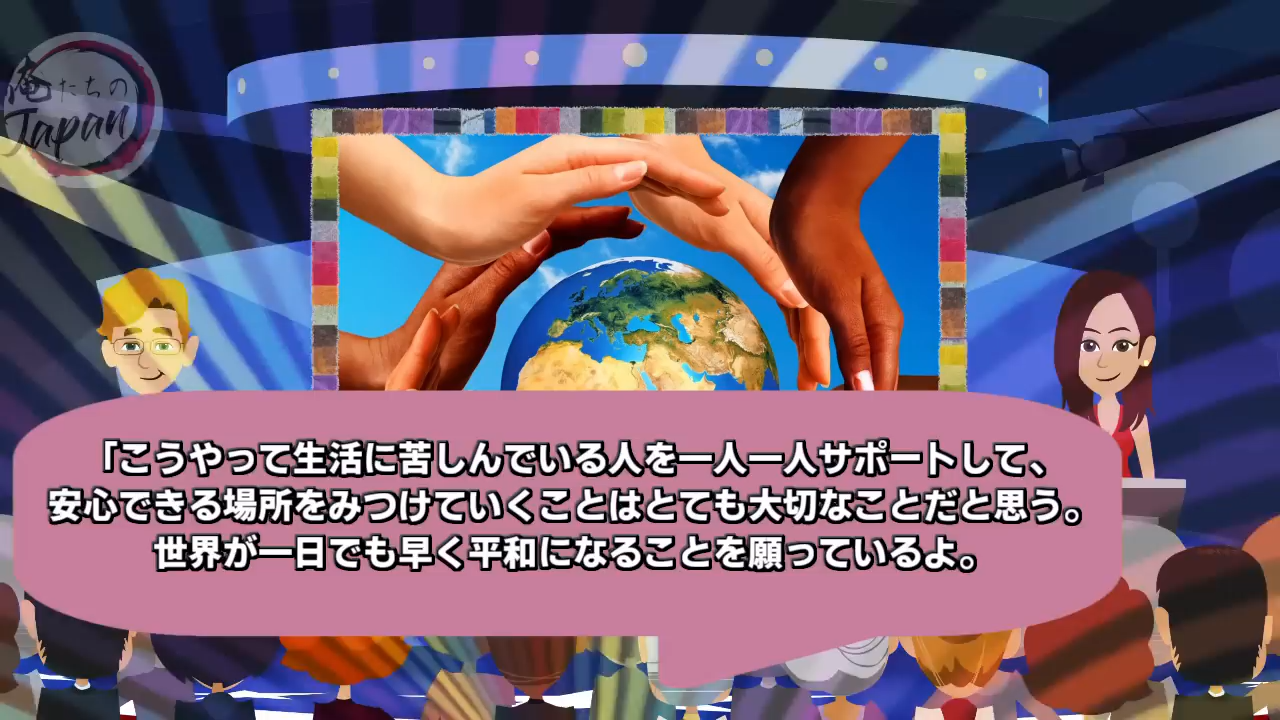 俺たちの
Japan
「こうやって生活に苦しんでいる人を一人一人サポートして、
安心できる場所をみつけていくことはとても大切なことだと思う。
世界が一日でも早く平和になることを願っているよ。